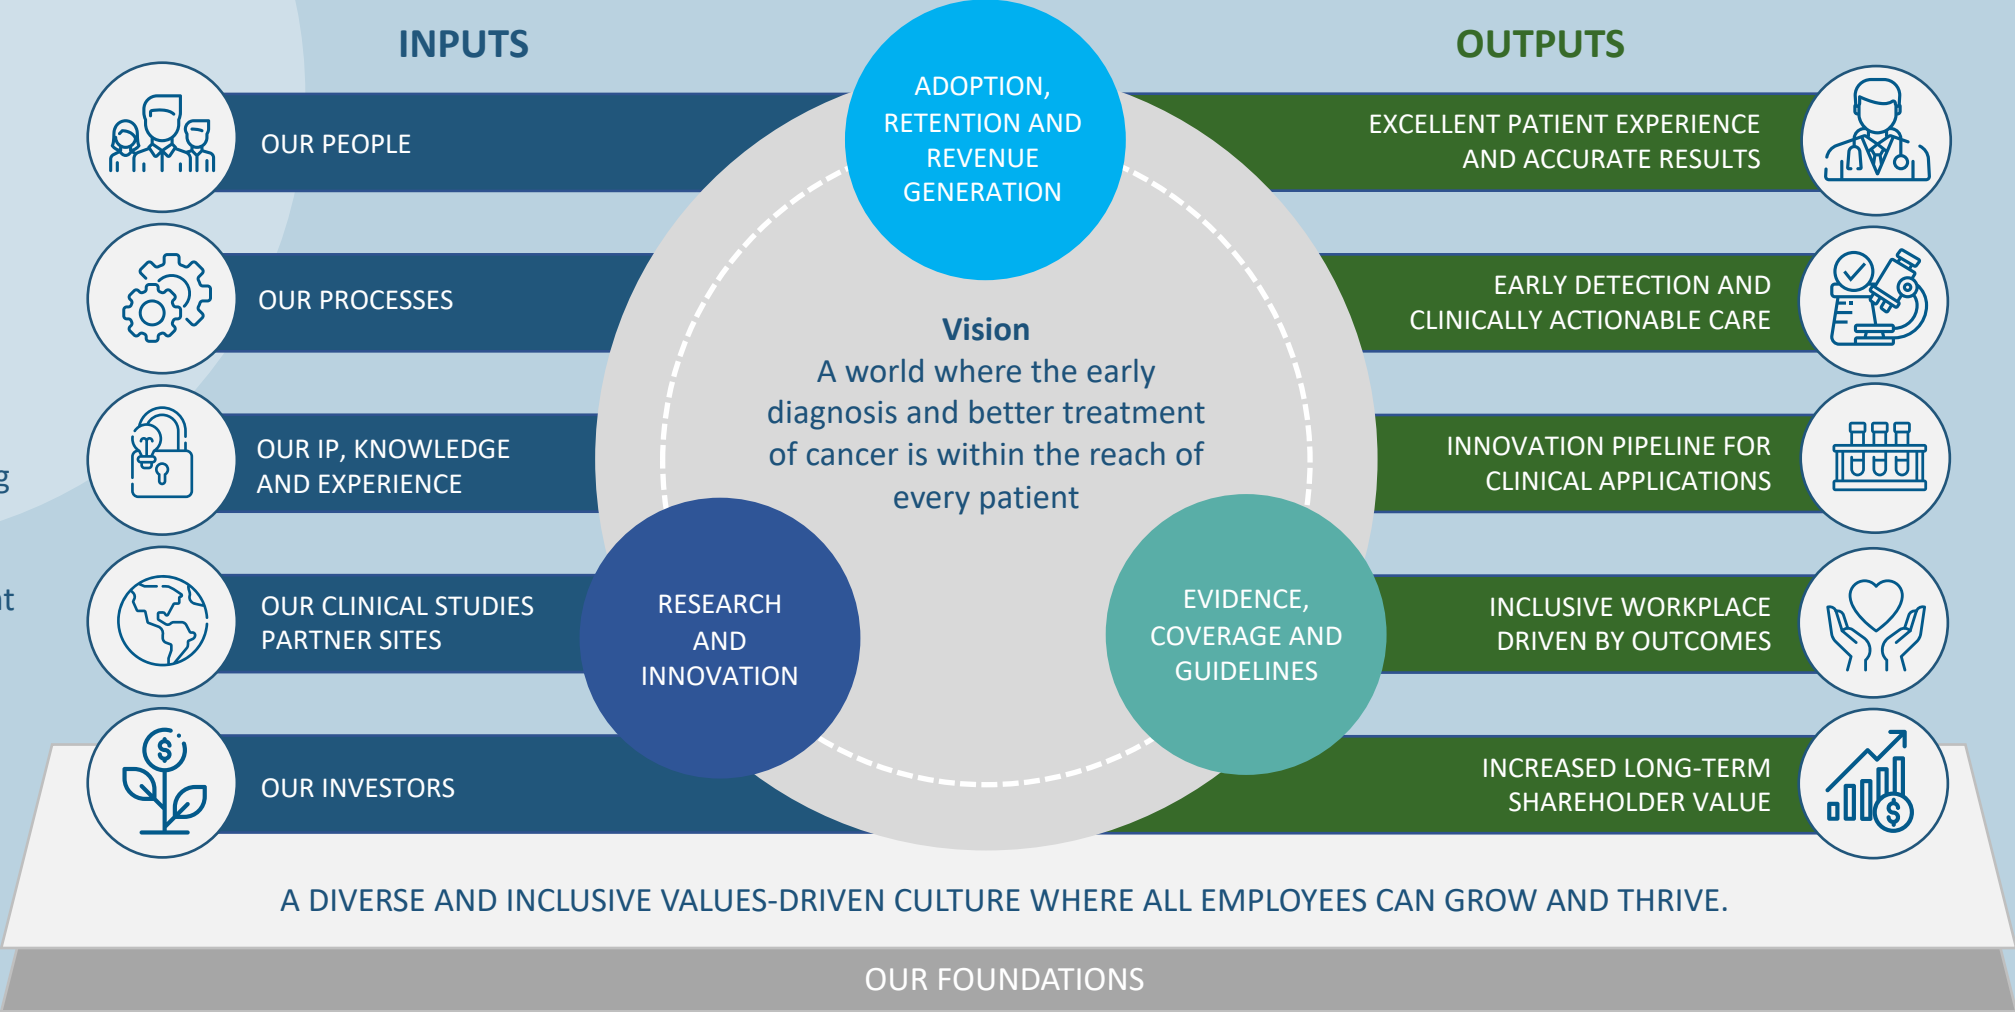 INPUTS
OUTPUTS
OUR PEOPLE
OUR PROCESSES
OUR IP, KNOWLEDGE
AND EXPERIENCE
OUR CLINICAL STUDIES
PARTNER SITES
OUR INVESTORS
ADOPTION,
RETENTION AND
REVENUE
GENERATION
Vision
A world where the early
diagnosis and better treatment
of cancer is within the reach of
every patient
RESEARCH
AND
INNOVATION
EVIDENCE,
COVERAGE AND
GUIDELINES
EXCELLENT PATIENT EXPERIENCE
AND ACCURATE RESULTS
EARLY DETECTION AND
CLINICALLY ACTIONABLE CARE
INNOVATION PIPELINE FOR
CLINICAL APPLICATIONS
INCLUSIVE WORKPLACE
DRIVEN BY OUTCOMES
INCREASED LONG-TERM
SHAREHOLDER VALUE
A DIVERSE AND INCLUSIVE VALUES-DRIVEN CULTURE WHERE ALL EMPLOYEES CAN GROW AND THRIVE.
OUR FOUNDATIONS